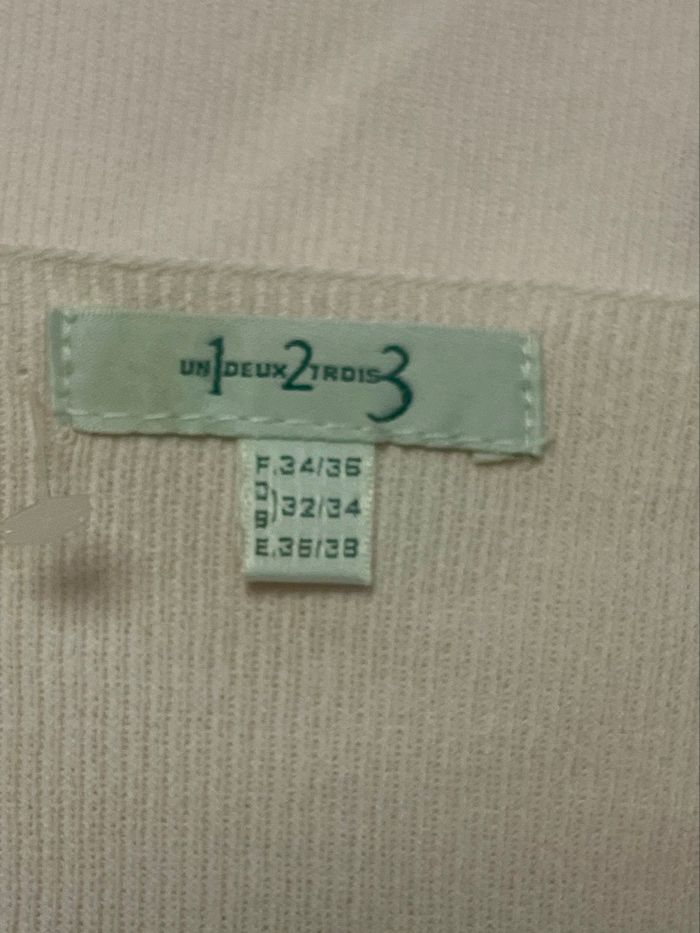 UN1DEUX2TROIS3
F.34/36
D
B)32/34
E.36/38